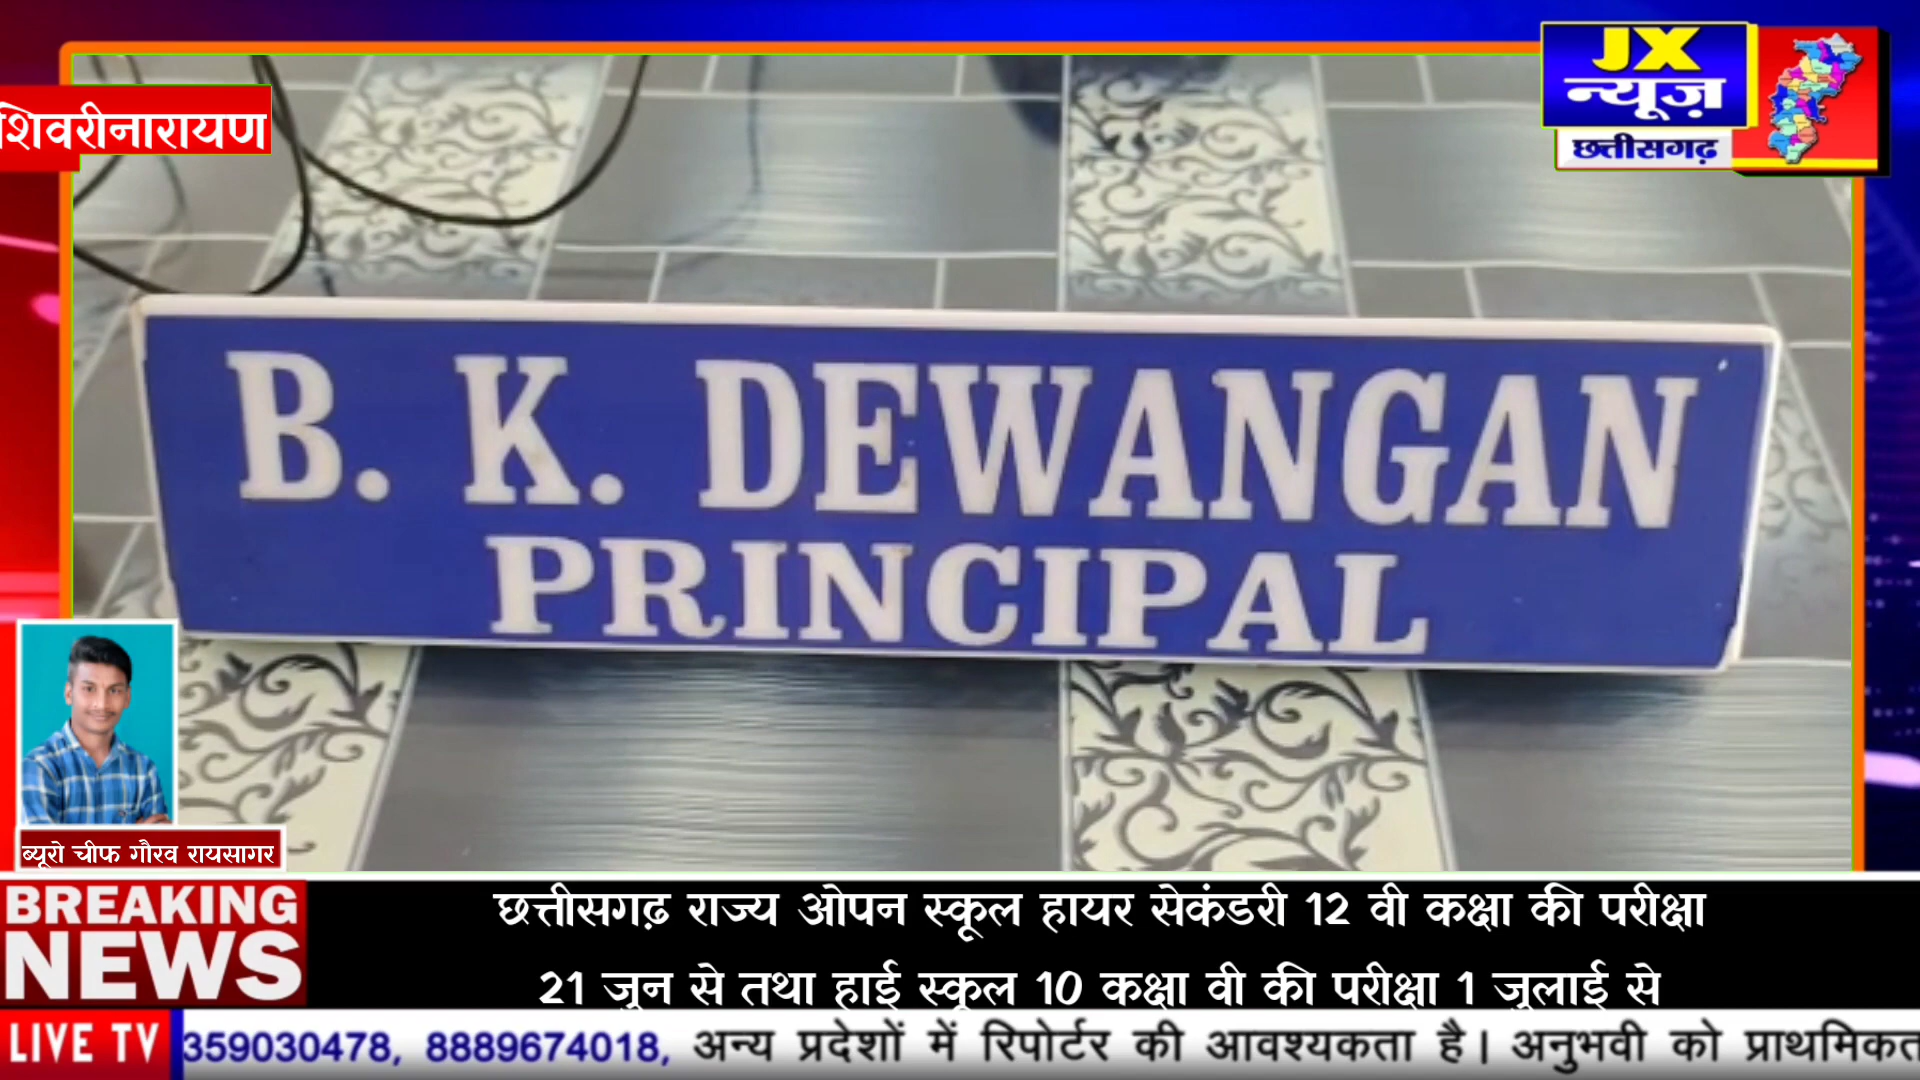 JX
न्यूज़
छत्तीसगढ़
शिवरीनारायण
B. K. DEWANGAN
PRINCIPAL
ब्यूरो चीफ गौरव रायसागर
BREAKING
NEWS
छत्तीसगढ़ राज्य ओपन स्कूल हायर सेकंडरी 12 वी कक्षा की परीक्षा
21 जून से तथा हाई स्कूल 10 कक्षा वी की परीक्षा 1 जुलाई से
LIVE TV
359030478, 8889674018, अन्य प्रदेशों में रिपोर्टर की आवश्यकता है। अनुभवी को प्राथमिकत